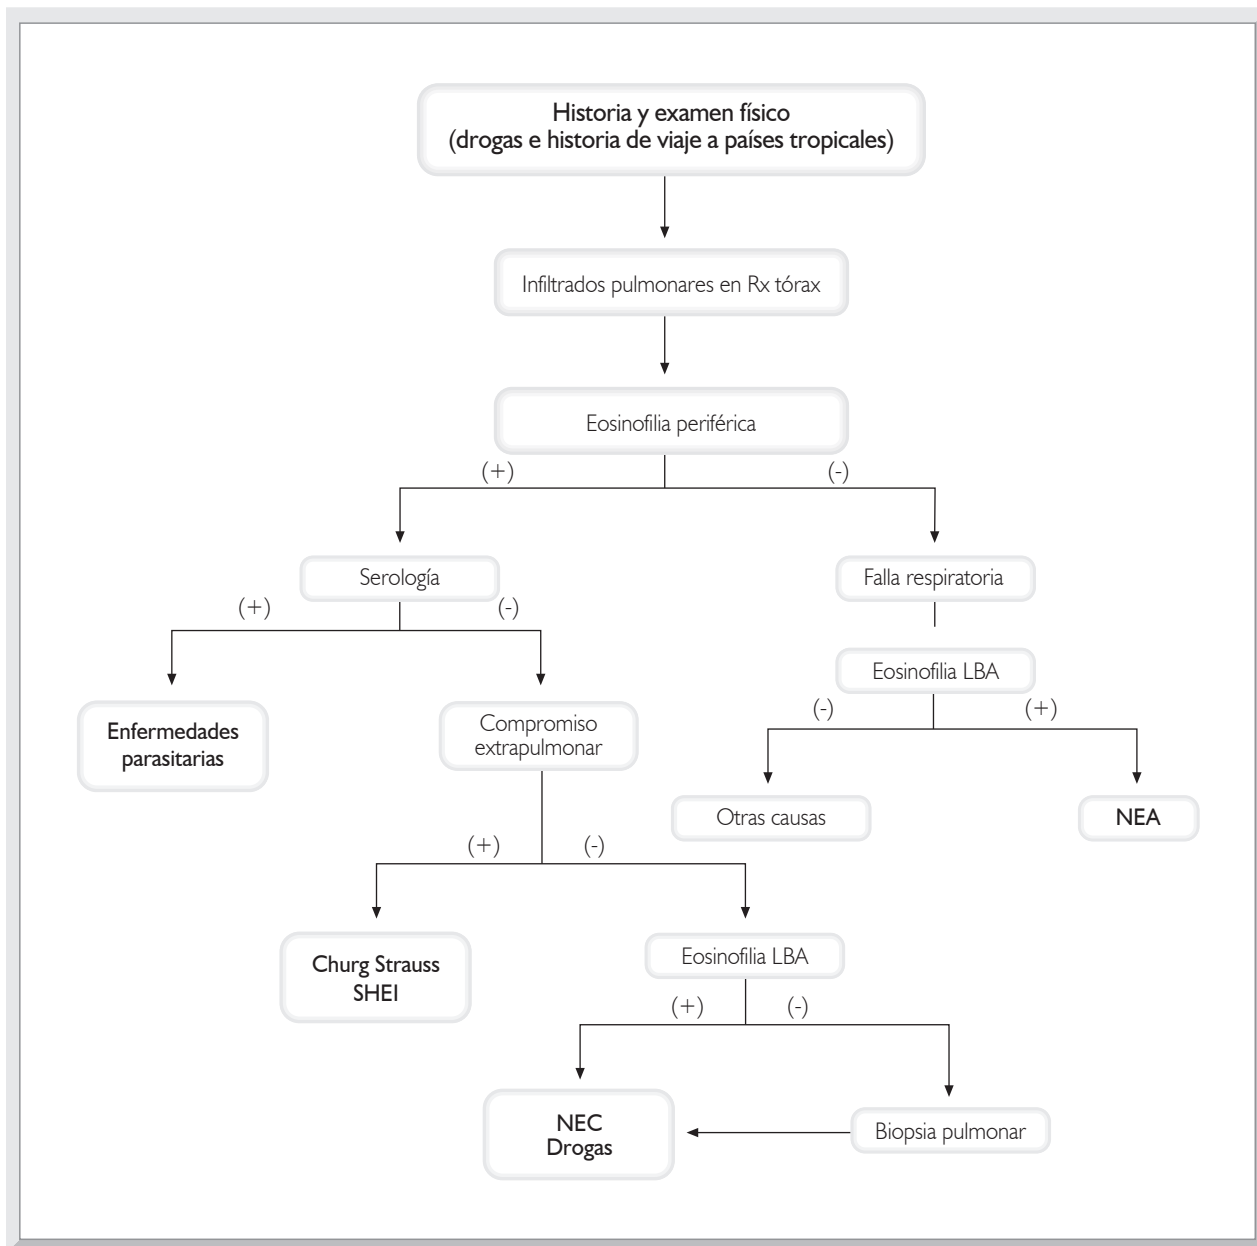 Historia y examen físico
(drogas e historia de viaje a países tropicales)
Infiltrados pulmonares en Rx tórax
Eosinofilia periférica
(+)
(-)
Serología
Falla respiratoria
(+)
(-)
Eosinofilia LBA
(-)
(+)
Enfermedades
parasitarias
Compromiso
extrapulmonar
Otras causas
NEA
(+)
(-)
Churg Strauss
SHEI
Eosinofilia LBA
(+)
(-)
NEC
Drogas
Biopsia pulmonar